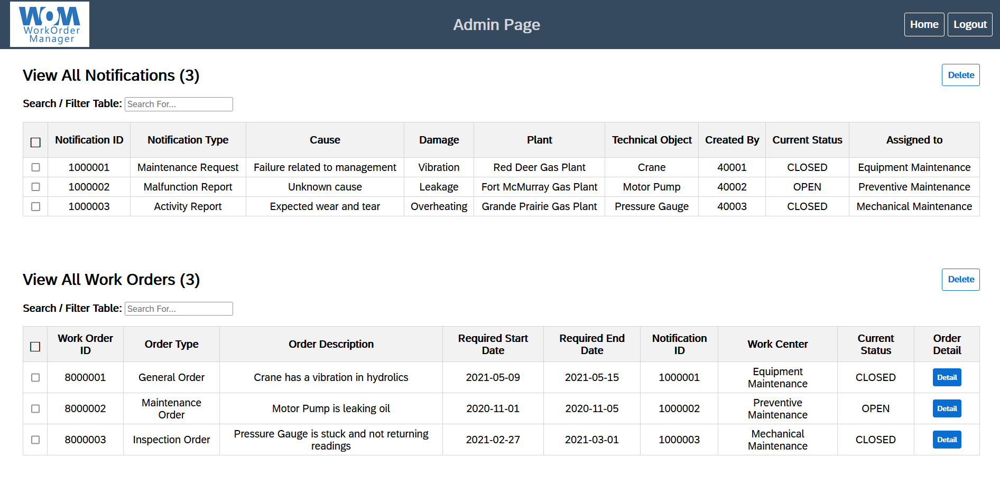 WOM
WorkOrder
Manager
Admin Page
Home
Logout
View All Notifications (3)
Delete
Search / Filter Table: Search For...
Notification ID Notification Type Cause Damage Plant Technical Object Created By Current Status Assigned to
1000001 Maintenance Request Failure related to management Vibration Red Deer Gas Plant Crane 40001 CLOSED Equipment Maintenance
1000002 Malfunction Report Unknown cause Leakage Fort McMurray Gas Plant Motor Pump 40002 OPEN Preventive Maintenance
1000003 Activity Report Expected wear and tear Overheating Grande Prairie Gas Plant Pressure Gauge 40003 CLOSED Mechanical Maintenance
View All Work Orders (3)
Delete
Search / Filter Table: Search For...
Work Order
ID
Order Type
Order Description
Required Start
Date
Required End
Date
Notification
ID
Work Center
Current
Status
Order
Detail
8000001
General Order
Crane has a vibration in hydrolics
2021-05-09
2021-05-15
1000001
Equipment
Maintenance
CLOSED
Detail
8000002
Maintenance
Order
Motor Pump is leaking oil
2020-11-01
2020-11-05
1000002
Preventive
Maintenance
OPEN
Detail
8000003
Inspection Order
Pressure Gauge is stuck and not returning
readings
2021-02-27
2021-03-01
1000003
Mechanical
Maintenance
CLOSED
Detail